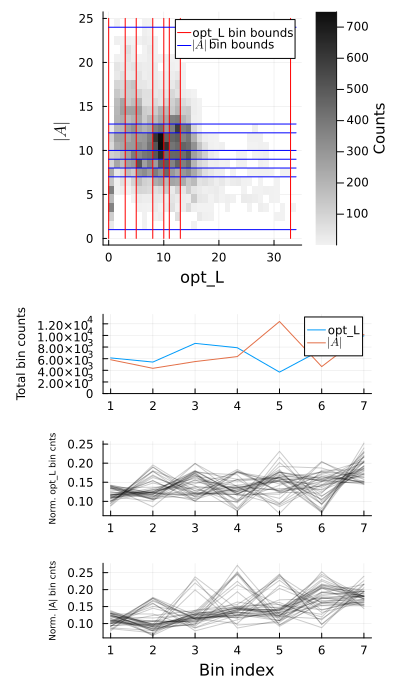 25
20
15
10
5
0
|A|
0
10
20
30
opt_L
opt_L bin bounds
|A| bin bounds
700
600
500
400
300
200
100
Counts
Total bin counts
1.20×10⁴
8.00×10³
6.00×10³
4.00×10³
2.00×10³
0
opt_L
|A|
1 2 3 4 5 6 7
Norm. opt_L bin cnts
0.25
0.20
0.15
0.10
1 2 3 4 5 6 7
Norm. |A| bin cnts
0.25
0.20
0.15
0.10
1 2 3 4 5 6 7
Bin index